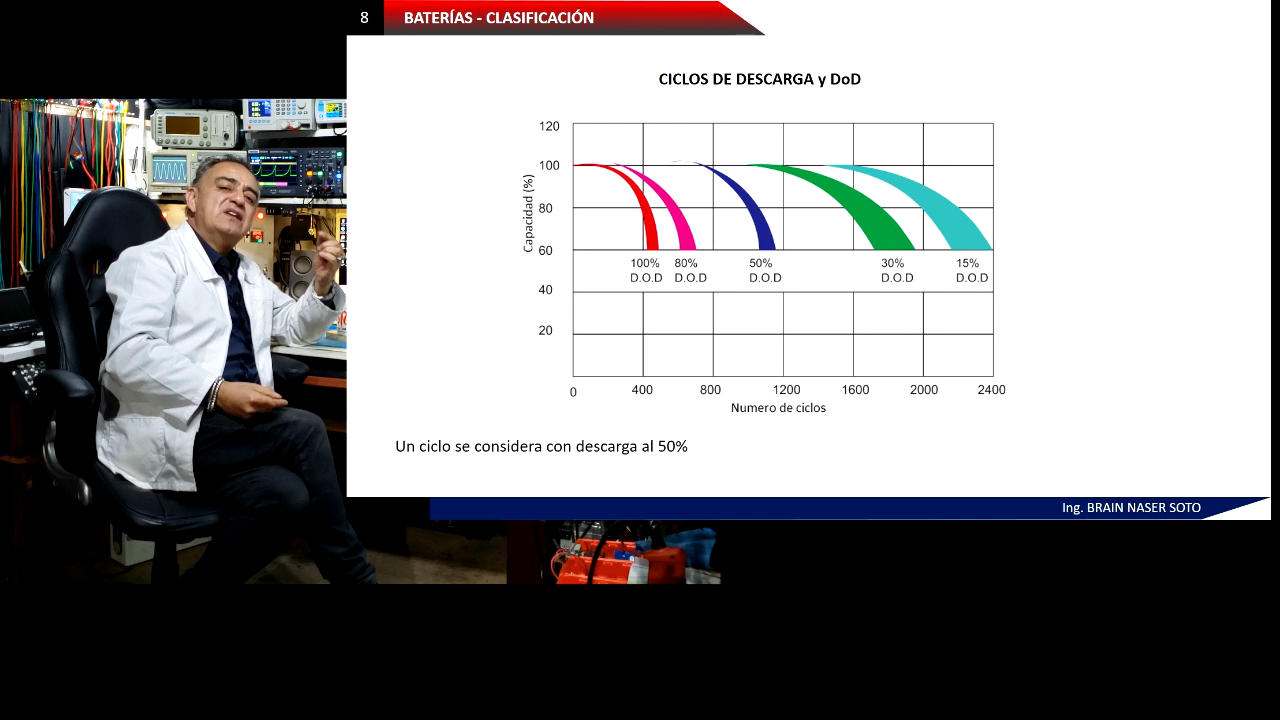 8
BATERÍAS - CLASIFICACIÓN
CICLOS DE DESCARGA y DoD
120
100
80
60
40
20
Capacidad (%)
100%
D.O.D
80%
D.O.D
50%
D.O.D
30%
D.O.D
15%
D.O.D
0
400
800
1200
1600
2000
2400
Numero de ciclos
Un ciclo se considera con descarga al 50%
Ing. BRAIN NASER SOTO